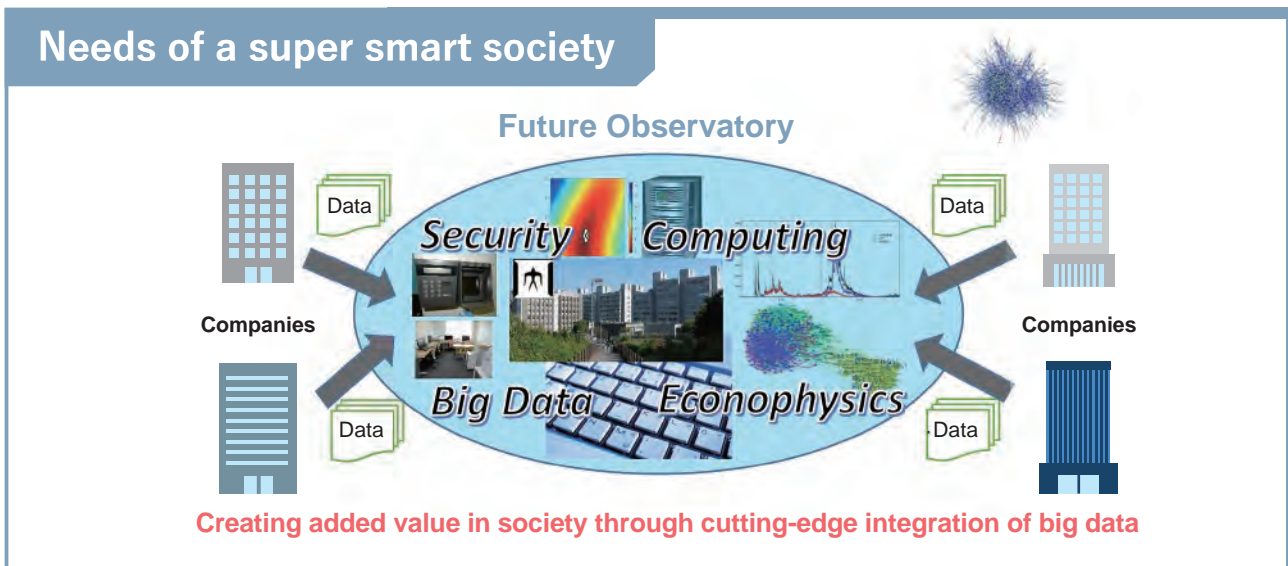 Needs of a super smart society
Future Observatory
Data
Data
Security
Computing
Companies
Companies
Big Data
Econophysics
Data
Data
Creating added value in society through cutting-edge integration of big data